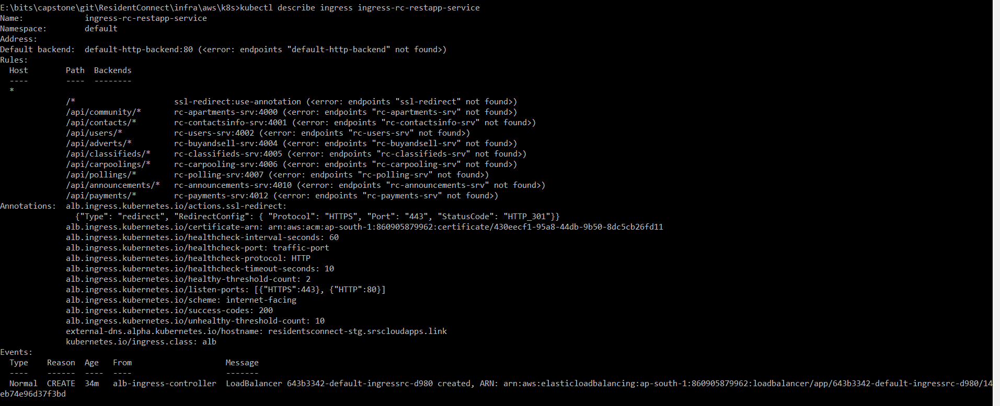 E:\bits\capstone\git\ResidentConnect\infra\aws\k8s>kubectl describe ingress ingress-rc-restapp-service
Name:             ingress-rc-restapp-service
Namespace:        default
Address:
Default backend:  default-http-backend:80 (<error: endpoints "default-http-backend" not found>)
Rules:
  Host        Path  Backends
  ----        ----  --------
  *
              /*                     ssl-redirect:use-annotation (<error: endpoints "ssl-redirect" not found>)
              /api/community/*       rc-apartments-srv:4000 (<error: endpoints "rc-apartments-srv" not found>)
              /api/contacts/*        rc-contactsinfo-srv:4001 (<error: endpoints "rc-contactsinfo-srv" not found>)
              /api/users/*           rc-users-srv:4002 (<error: endpoints "rc-users-srv" not found>)
              /api/adverts/*         rc-buyandsell-srv:4004 (<error: endpoints "rc-buyandsell-srv" not found>)
              /api/classifieds/*     rc-classifieds-srv:4005 (<error: endpoints "rc-classifieds-srv" not found>)
              /api/carpoolings/*     rc-carpooling-srv:4006 (<error: endpoints "rc-carpooling-srv" not found>)
              /api/pollings/*        rc-polling-srv:4007 (<error: endpoints "rc-polling-srv" not found>)
              /api/announcements/*   rc-announcements-srv:4010 (<error: endpoints "rc-announcements-srv" not found>)
              /api/payments/*        rc-payments-srv:4012 (<error: endpoints "rc-payments-srv" not found>)
Annotations:  alb.ingress.kubernetes.io/actions.ssl-redirect:
                {"Type": "redirect", "RedirectConfig": { "Protocol": "HTTPS", "Port": "443", "StatusCode": "HTTP_301"}}
              alb.ingress.kubernetes.io/certificate-arn: arn:aws:acm:ap-south-1:860905879962:certificate/430eecf1-95a8-44db-9b50-8dc5cb26fd11
              alb.ingress.kubernetes.io/healthcheck-interval-seconds: 60
              alb.ingress.kubernetes.io/healthcheck-port: traffic-port
              alb.ingress.kubernetes.io/healthcheck-protocol: HTTP
              alb.ingress.kubernetes.io/healthcheck-timeout-seconds: 10
              alb.ingress.kubernetes.io/healthy-threshold-count: 2
              alb.ingress.kubernetes.io/listen-ports: [{"HTTPS":443}, {"HTTP":80}]
              alb.ingress.kubernetes.io/scheme: internet-facing
              alb.ingress.kubernetes.io/success-codes: 200
              alb.ingress.kubernetes.io/unhealthy-threshold-count: 10
              external-dns.alpha.kubernetes.io/hostname: residentsconnect-stg.srscloudapps.link
              kubernetes.io/ingress.class: alb
Events:
  Type    Reason  Age   From                    Message
  ----    ------  ----  ----                    -------
  Normal  CREATE  34m   alb-ingress-controller  LoadBalancer 643b3342-default-ingressrc-d980 created, ARN: arn:aws:elasticloadbalancing:ap-south-1:860905879962:loadbalancer/app/643b3342-default-ingressrc-d980/14
eb74e96d37f3bd